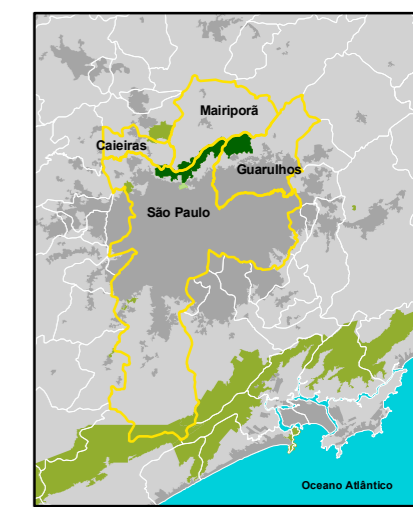 Mairiporã
Caieiras
Guarulhos
São Paulo
Oceano Atlântico